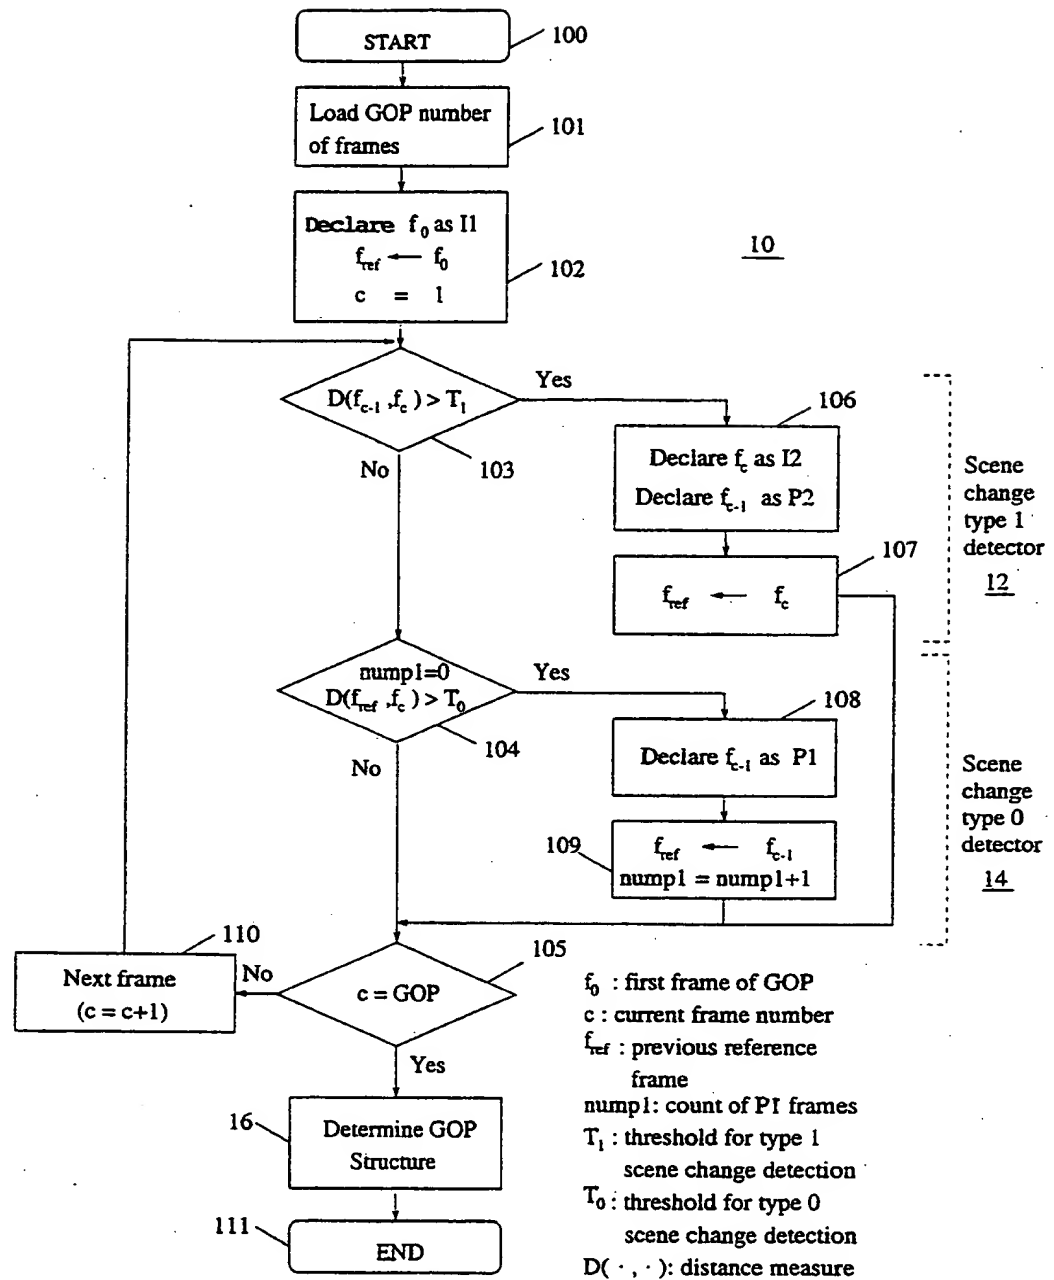 START
100
Load GOP number
of frames
101
Declare f0 as I1
fref ← f0
c = 1
102
10
D(fc-1 ,fc ) > T1
Yes
No
103
106
Declare fc as I2
Declare fc-1 as P2
107
fref ← fc
Scene
change
type 1
detector
12
nump1=0
D(fref ,fc ) > T0
Yes
No
104
108
Declare fc-1 as P1
109
fref ← fc-1
nump1 = nump1+1
Scene
change
type 0
detector
14
110
Next frame
(c = c+1)
No
c = GOP
105
Yes
16
Determine GOP
Structure
111
END
f0 : first frame of GOP
c : current frame number
fref : previous reference
frame
nump1: count of P1 frames
T1 : threshold for type 1
scene change detection
T0 : threshold for type 0
scene change detection
D( · , · ): distance measure